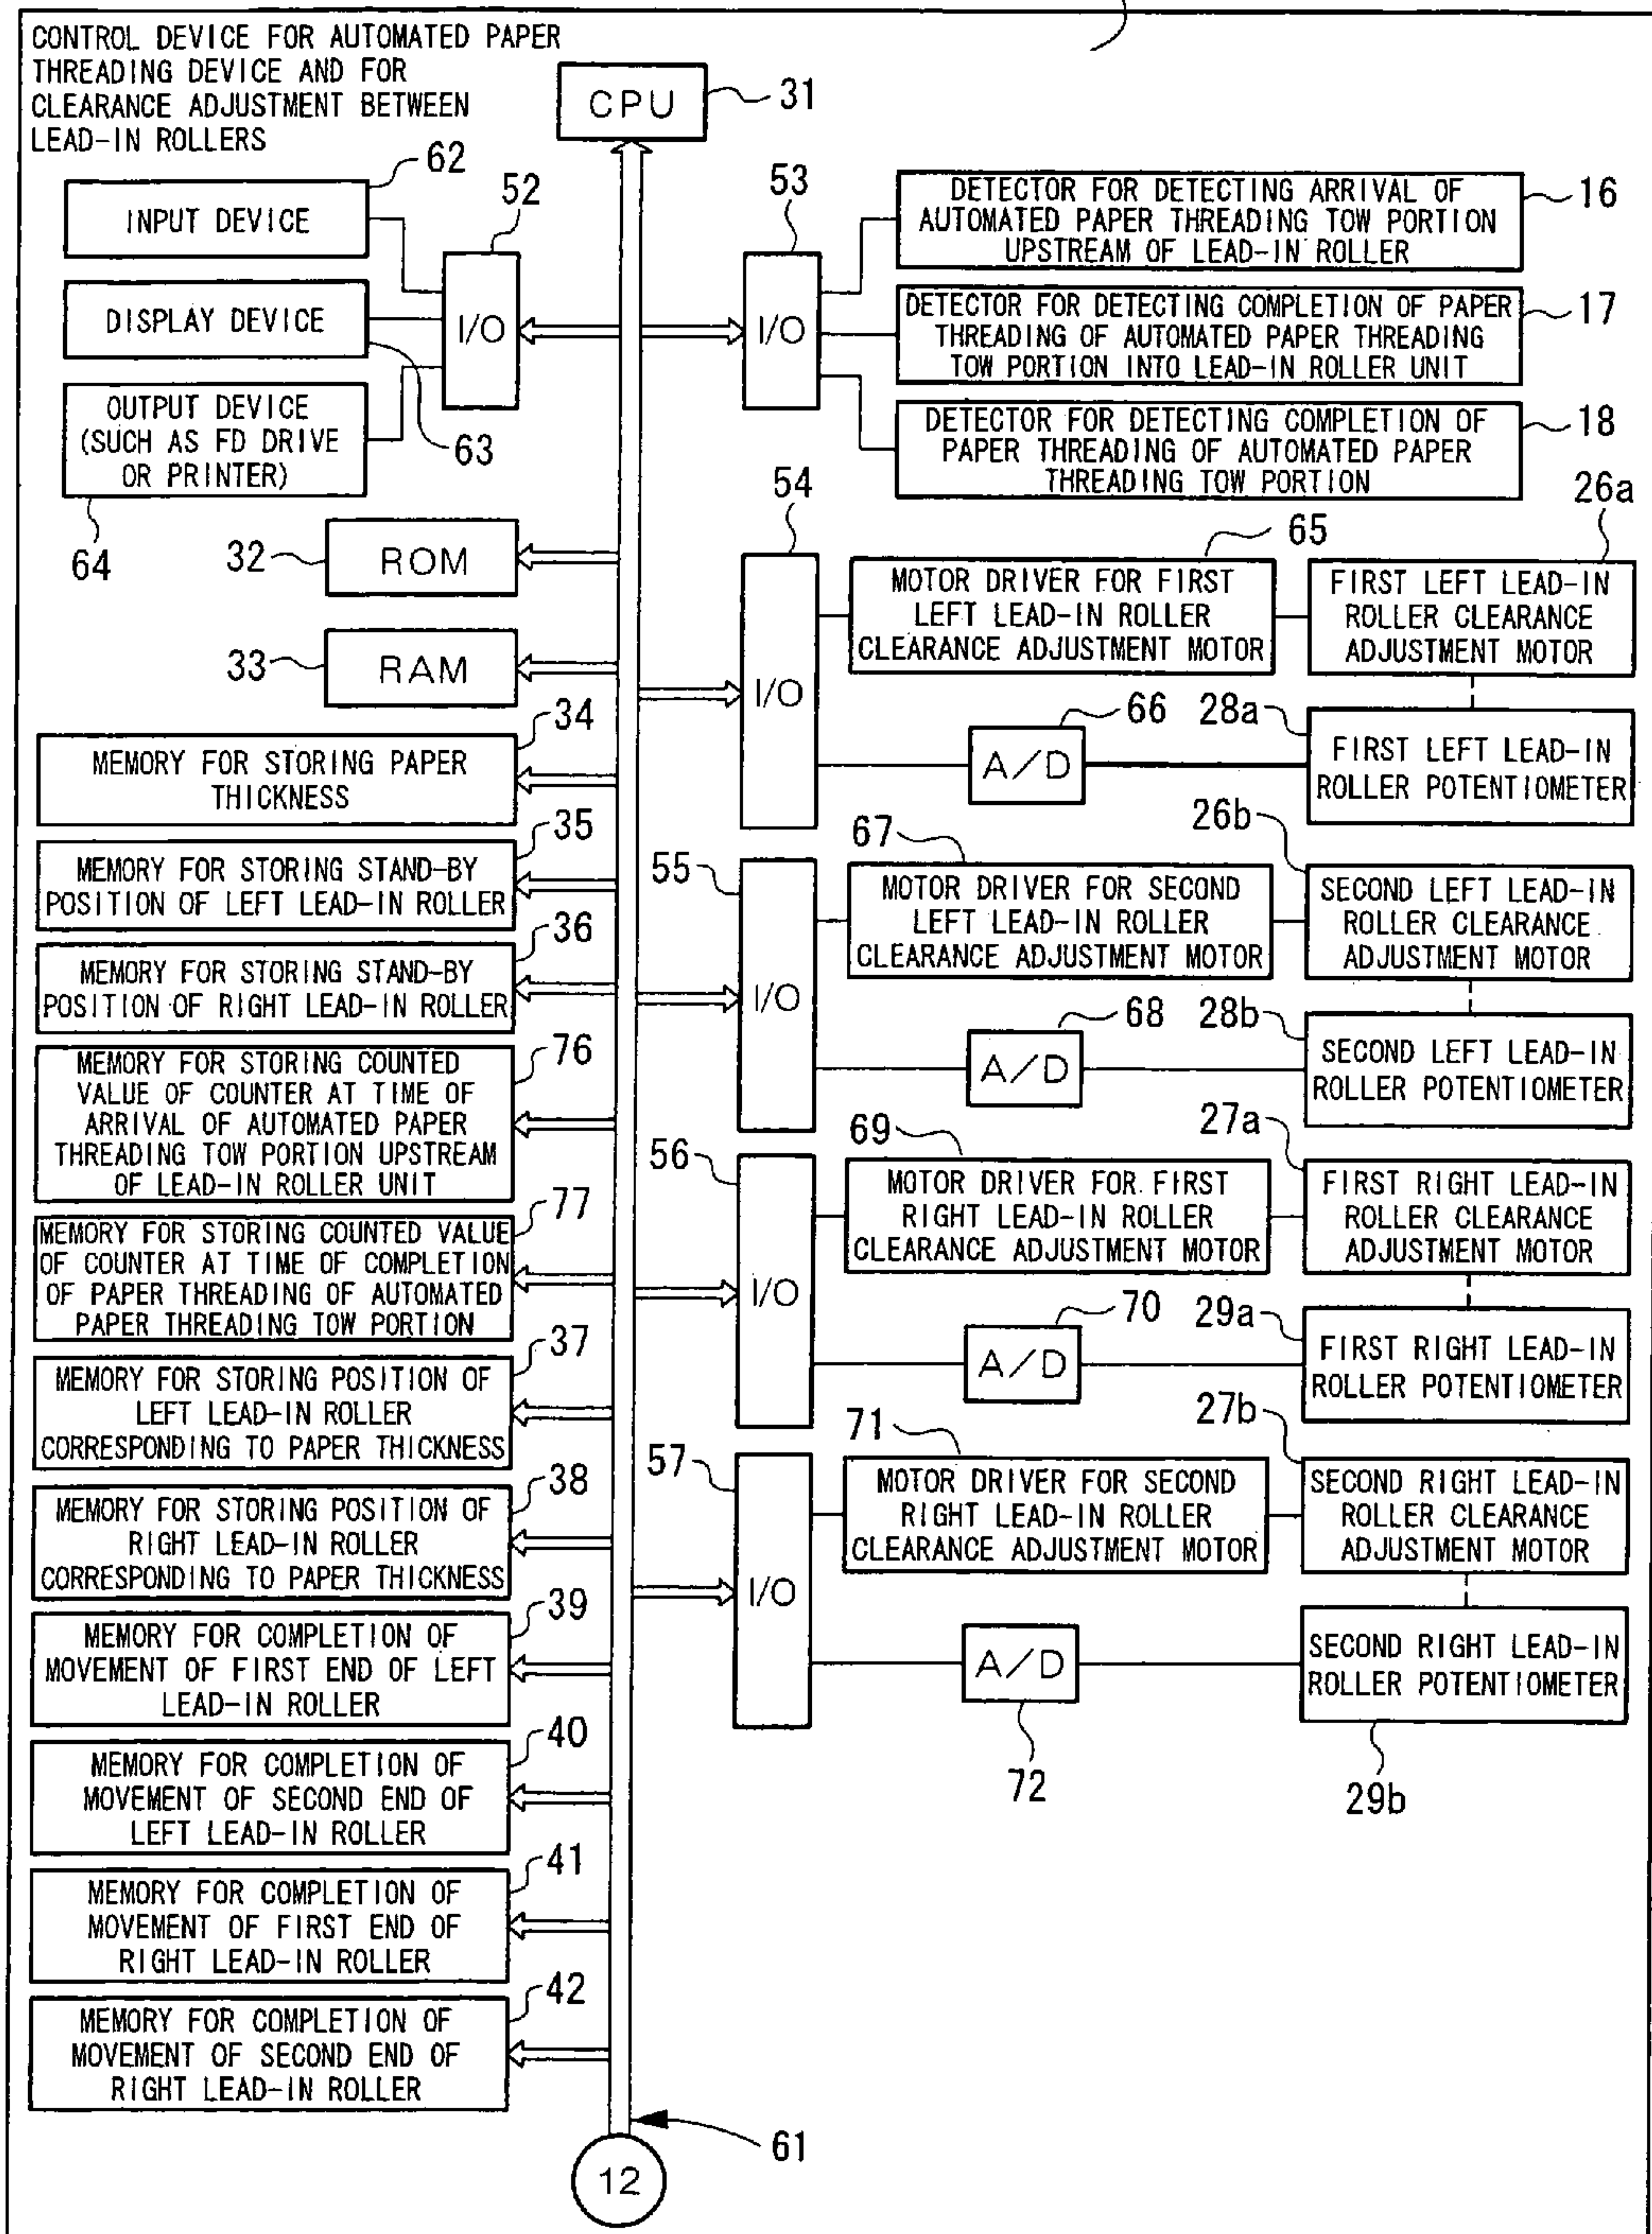 CONTROL DEVICE FOR AUTOMATED PAPER
THREADING DEVICE AND FOR
CLEARANCE ADJUSTMENT BETWEEN
LEAD-IN ROLLERS
CPU
31
62
INPUT DEVICE
52
DISPLAY DEVICE
I/O
63
OUTPUT DEVICE
(SUCH AS FD DRIVE
OR PRINTER)
64
32
ROM
33
RAM
34
MEMORY FOR STORING PAPER
THICKNESS
35
MEMORY FOR STORING STAND-BY
POSITION OF LEFT LEAD-IN ROLLER
36
MEMORY FOR STORING STAND-BY
POSITION OF RIGHT LEAD-IN ROLLER
76
MEMORY FOR STORING COUNTED
VALUE OF COUNTER AT TIME OF
ARRIVAL OF AUTOMATED PAPER
THREADING TOW PORTION UPSTREAM
OF LEAD-IN ROLLER UNIT
77
MEMORY FOR STORING COUNTED VALUE
OF COUNTER AT TIME OF COMPLETION
OF PAPER THREADING OF AUTOMATED
PAPER THREADING TOW PORTION
37
MEMORY FOR STORING POSITION OF
LEFT LEAD-IN ROLLER
CORRESPONDING TO PAPER THICKNESS
38
MEMORY FOR STORING POSITION OF
RIGHT LEAD-IN ROLLER
CORRESPONDING TO PAPER THICKNESS
39
MEMORY FOR COMPLETION OF
MOVEMENT OF FIRST END OF LEFT
LEAD-IN ROLLER
40
MEMORY FOR COMPLETION OF
MOVEMENT OF SECOND END OF
LEFT LEAD-IN ROLLER
41
MEMORY FOR COMPLETION OF
MOVEMENT OF FIRST END OF
RIGHT LEAD-IN ROLLER
42
MEMORY FOR COMPLETION OF
MOVEMENT OF SECOND END OF
RIGHT LEAD-IN ROLLER
61
12
53
I/O
DETECTOR FOR DETECTING ARRIVAL OF
AUTOMATED PAPER THREADING TOW PORTION
UPSTREAM OF LEAD-IN ROLLER
16
DETECTOR FOR DETECTING COMPLETION OF PAPER
THREADING OF AUTOMATED PAPER THREADING
TOW PORTION INTO LEAD-IN ROLLER UNIT
17
DETECTOR FOR DETECTING COMPLETION OF
PAPER THREADING OF AUTOMATED PAPER
THREADING TOW PORTION
18
54
I/O
65
MOTOR DRIVER FOR FIRST
LEFT LEAD-IN ROLLER
CLEARANCE ADJUSTMENT MOTOR
26a
FIRST LEFT LEAD-IN
ROLLER CLEARANCE
ADJUSTMENT MOTOR
66
A/D
28a
FIRST LEFT LEAD-IN
ROLLER POTENTIOMETER
55
I/O
67
MOTOR DRIVER FOR SECOND
LEFT LEAD-IN ROLLER
CLEARANCE ADJUSTMENT MOTOR
26b
SECOND LEFT LEAD-IN
ROLLER CLEARANCE
ADJUSTMENT MOTOR
68
A/D
28b
SECOND LEFT LEAD-IN
ROLLER POTENTIOMETER
56
I/O
69
MOTOR DRIVER FOR FIRST
RIGHT LEAD-IN ROLLER
CLEARANCE ADJUSTMENT MOTOR
27a
FIRST RIGHT LEAD-IN
ROLLER CLEARANCE
ADJUSTMENT MOTOR
70
A/D
29a
FIRST RIGHT LEAD-IN
ROLLER POTENTIOMETER
57
I/O
71
MOTOR DRIVER FOR SECOND
RIGHT LEAD-IN ROLLER
CLEARANCE ADJUSTMENT MOTOR
27b
SECOND RIGHT LEAD-IN
ROLLER CLEARANCE
ADJUSTMENT MOTOR
A/D
72
SECOND RIGHT LEAD-IN
ROLLER POTENTIOMETER
29b